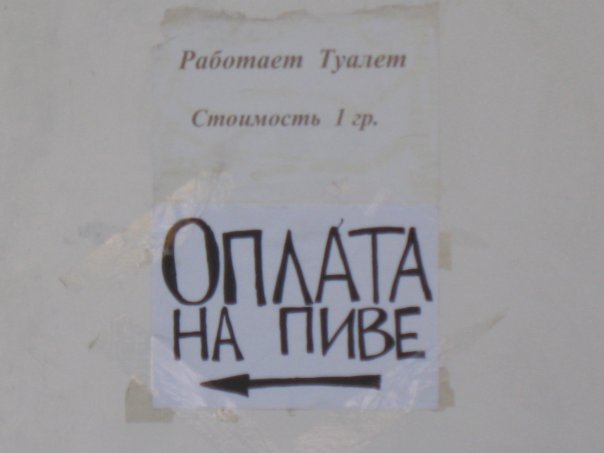 Работает Туалет
Стоимость 1 гр.
ОПЛАТА
НА ПИВЕ